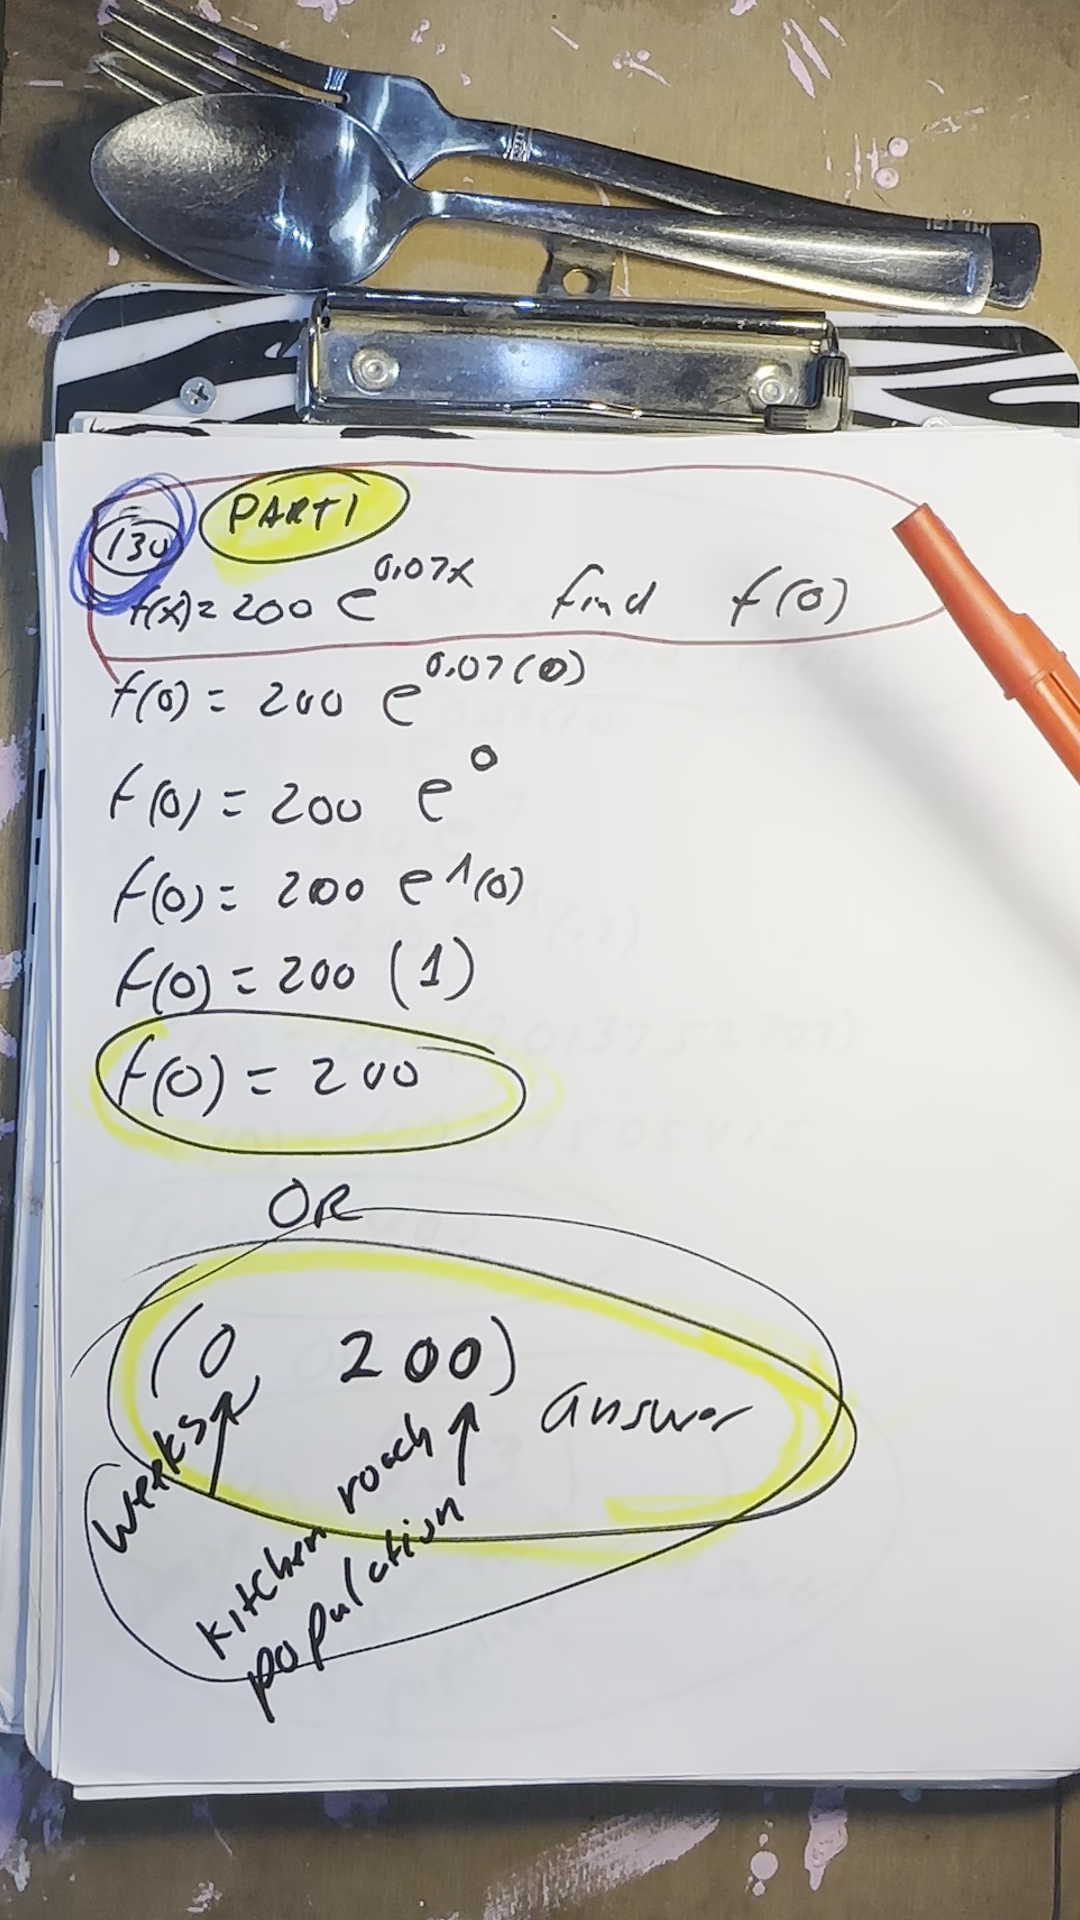 130 PART 1
f(x) = 200 e^0.07x find f(0)
f(0) = 200 e^0.07(0)
f(0) = 200 e^0
f(0) = 200 e^1(0)
f(0) = 200 (1)
f(0) = 200
OR
(0 200) answer
weeks
kitchen roach
population